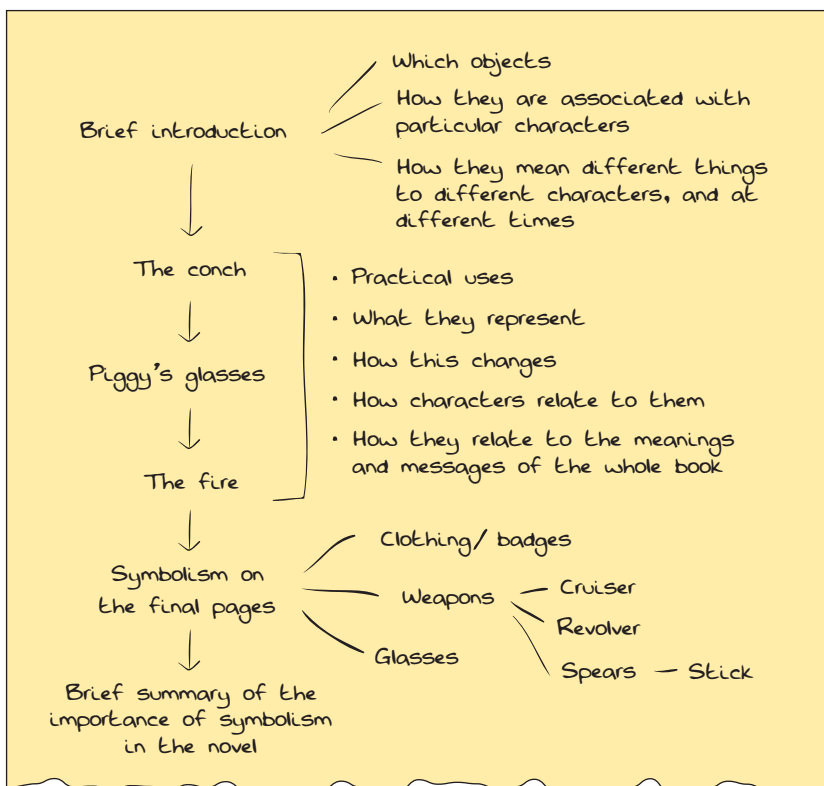 Brief introduction
Which objects
How they are associated with
particular characters
How they mean different things
to different characters, and at
different times
The conch
Piggy's glasses
The fire
• Practical uses
• What they represent
• How this changes
• How characters relate to them
• How they relate to the meanings
and messages of the whole book
Symbolism on
the final pages
Clothing/ badges
Weapons
Cruiser
Revolver
Spears — Stick
Glasses
Brief summary of the
importance of symbolism
in the novel